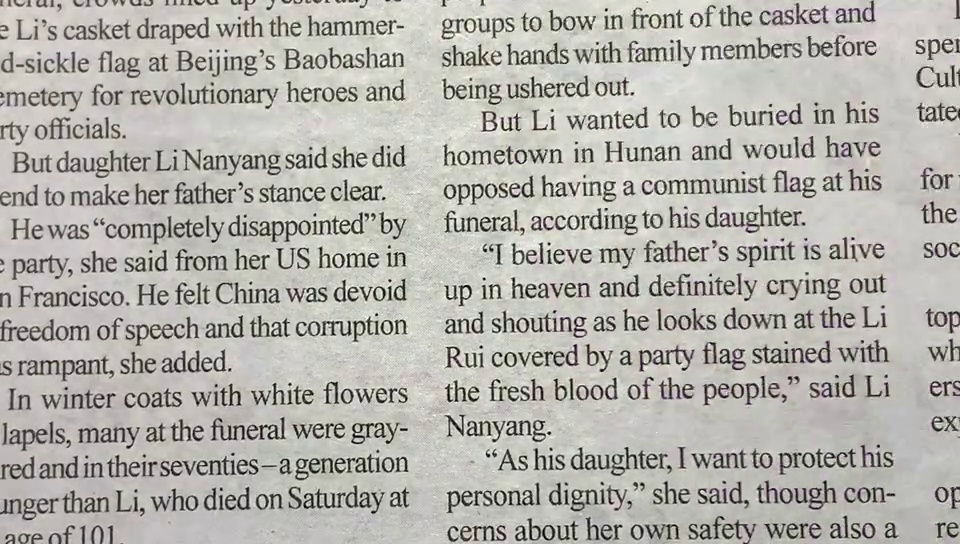 e Li's casket draped with the hammer-
d-sickle flag at Beijing's Baobashan
emetery for revolutionary heroes and
rty officials.
But daughter Li Nanyang said she did
end to make her father's stance clear.
He was "completely disappointed" by
e party, she said from her US home in
n Francisco. He felt China was devoid
freedom of speech and that corruption
s rampant, she added.
In winter coats with white flowers
lapels, many at the funeral were gray-
red and in their seventies—a generation
unger than Li, who died on Saturday at
age of 101.
groups to bow in front of the casket and
shake hands with family members before
being ushered out.
But Li wanted to be buried in his
hometown in Hunan and would have
opposed having a communist flag at his
funeral, according to his daughter.
"I believe my father's spirit is alive
up in heaven and definitely crying out
and shouting as he looks down at the Li
Rui covered by a party flag stained with
the fresh blood of the people," said Li
Nanyang.
"As his daughter, I want to protect his
personal dignity," she said, though con-
cerns about her own safety were also a
sper
Cult
tate
for
the
soc
top
wh
ers
ex
op
re